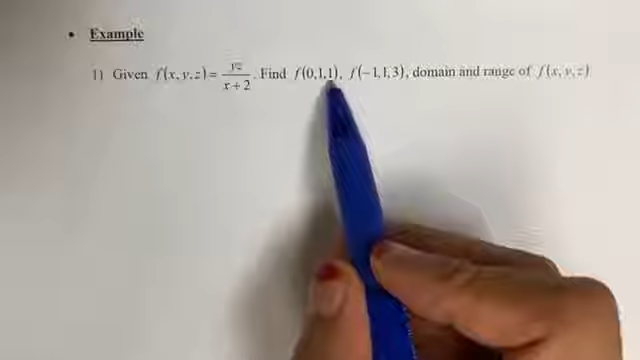 • Example
1) Given f(x, y, z) = yz / x + 2 . Find f(0,1,1), f(−1,1,3), domain and range of f(x, y, z)